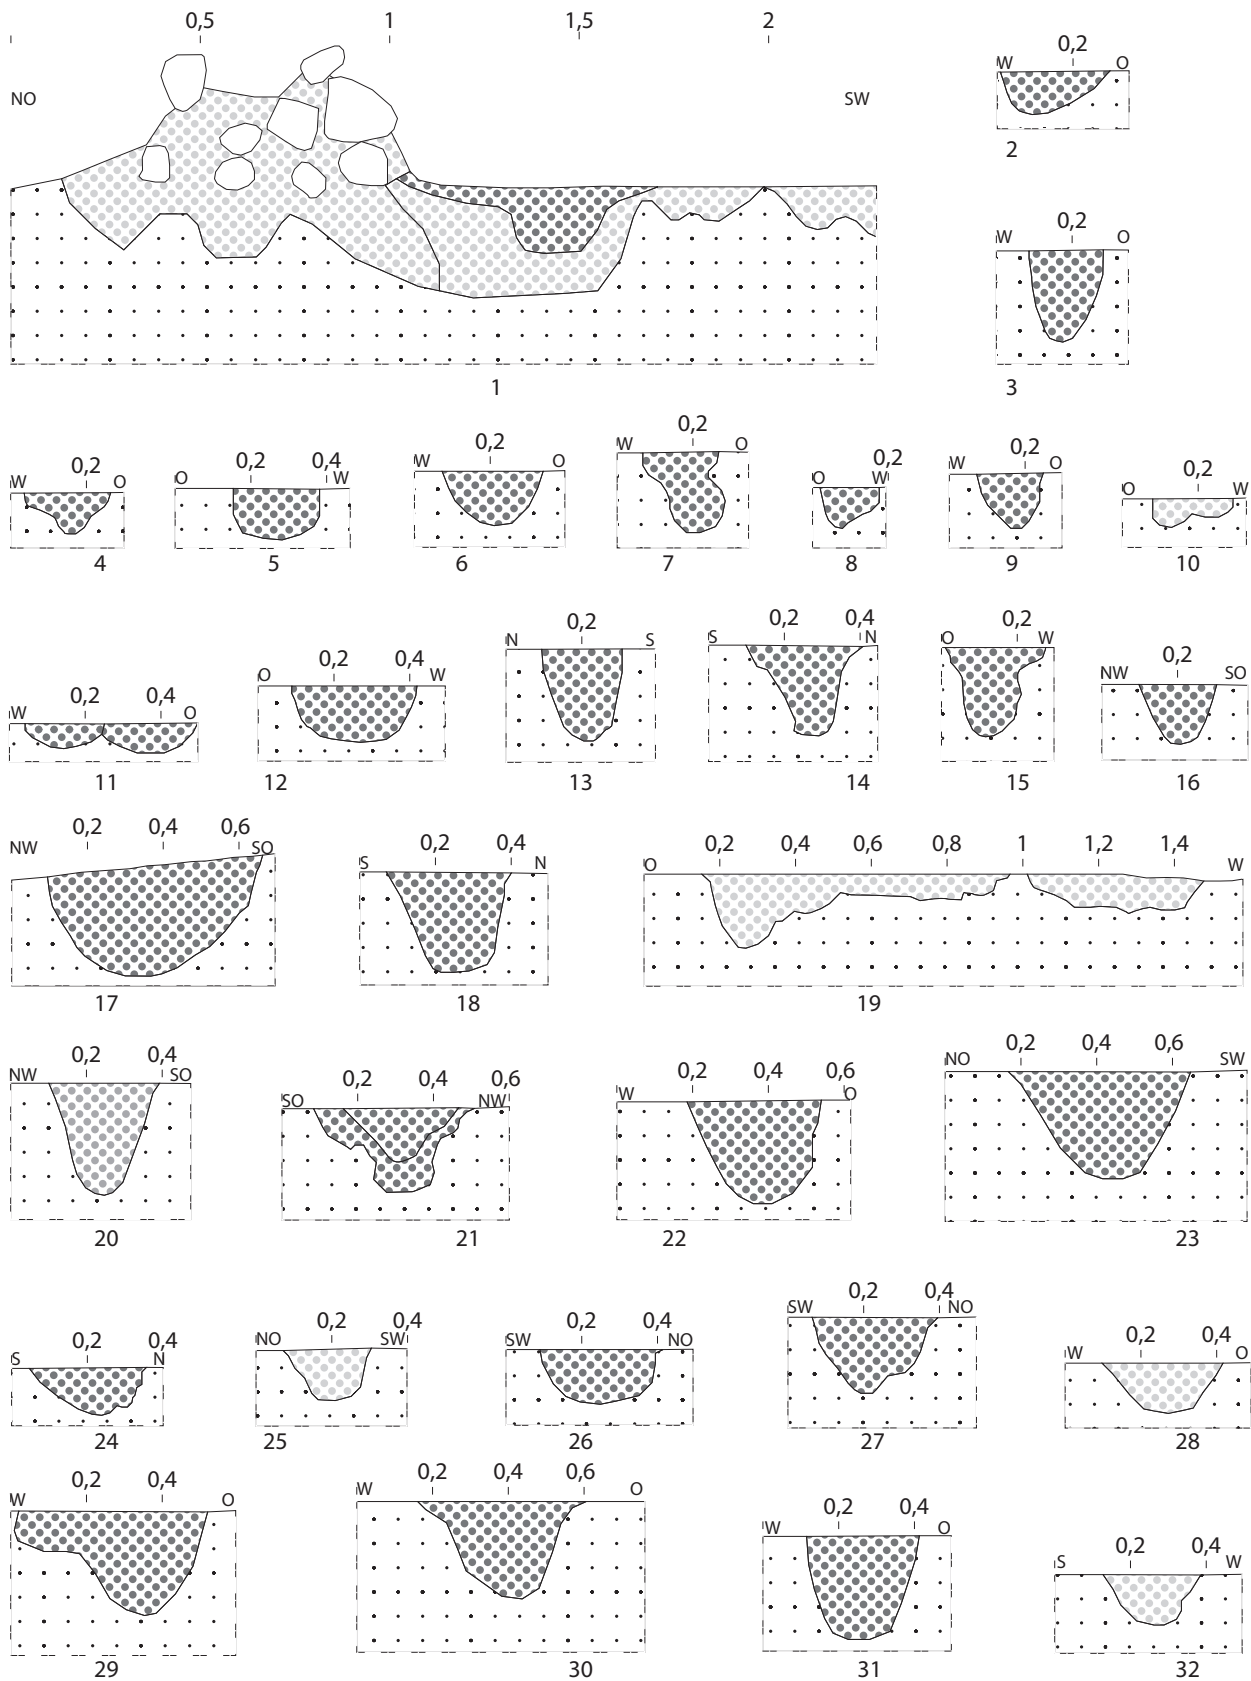 0,5 1 1,5 2
NO SW
1
0,2
W O
2
0,2
W O
3
0,2
W O
4
0,2 0,4
O W
5
0,2
W O
6
0,2
W O
7
0,2
O W
8
0,2
W O
9
0,2
O W
10
0,2 0,4
W O
11
0,2 0,4
O W
12
0,2
N S
13
0,2 0,4
S N
14
0,2
O W
15
0,2
NW SO
16
0,2 0,4 0,6
NW SO
17
0,2 0,4
S N
18
0,2 0,4 0,6 0,8 1 1,2 1,4
O W
19
0,2 0,4
NW SO
20
0,2 0,4 0,6
SO NW
21
0,2 0,4 0,6
W O
22
0,2 0,4 0,6
NO SW
23
0,2 0,4
S N
24
0,2 0,4
NO SW
25
0,2 0,4
SW NO
26
0,2 0,4
SW NO
27
0,2 0,4
W O
28
0,2 0,4
W O
29
0,2 0,4 0,6
W O
30
0,2 0,4
W O
31
0,2 0,4
S W
32